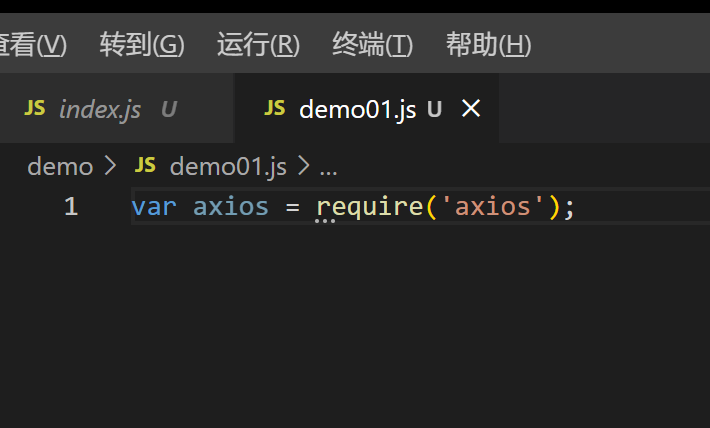 查看(V) 转到(G) 运行(R) 终端(T) 帮助(H)
JS index.js U JS demo01.js U ×
demo > JS demo01.js > ...
1 var axios = require('axios');